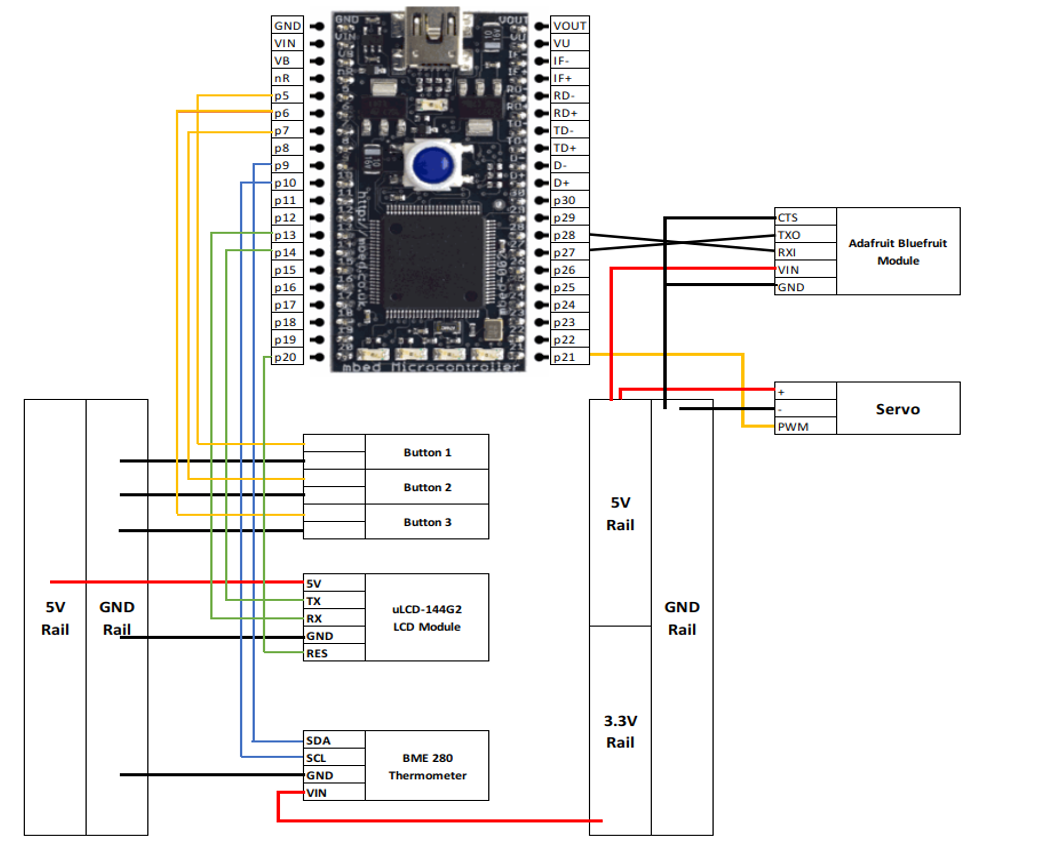 GND
VIN
VB
nR
p5
p6
p7
p8
p9
p10
p11
p12
p13
p14
p15
p16
p17
p18
p19
p20
VOUT
VU
IF-
IF+
RD-
RD+
TD-
TD+
D-
D+
p30
p29
p28
p27
p26
p25
p24
p23
p22
p21
mbed Microcontroller
CTS
TXO
RXI
VIN
GND
Adafruit Bluefruit
Module
+
-
PWM
Servo
Button 1
Button 2
Button 3
5V
TX
RX
GND
RES
uLCD-144G2
LCD Module
SDA
SCL
GND
VIN
BME 280
Thermometer
5V
Rail
GND
Rail
5V
Rail
3.3V
Rail
GND
Rail